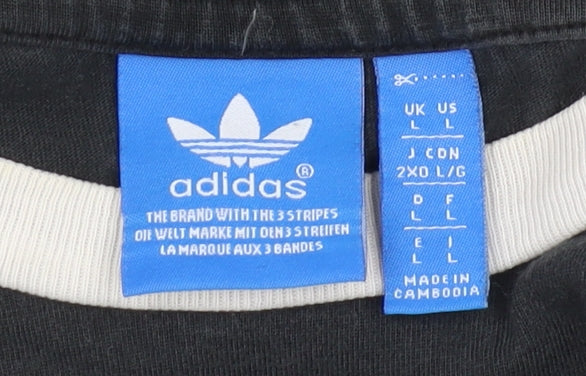 adidas®
THE BRAND WITH THE 3 STRIPES
DIE WELT MARKE MIT DEN 3 STREIFEN
LA MARQUE AUX 3 BANDES
UK US
L L
J CDN
2XO L/G
D F
L L
E I
L L
MADE IN
CAMBODIA